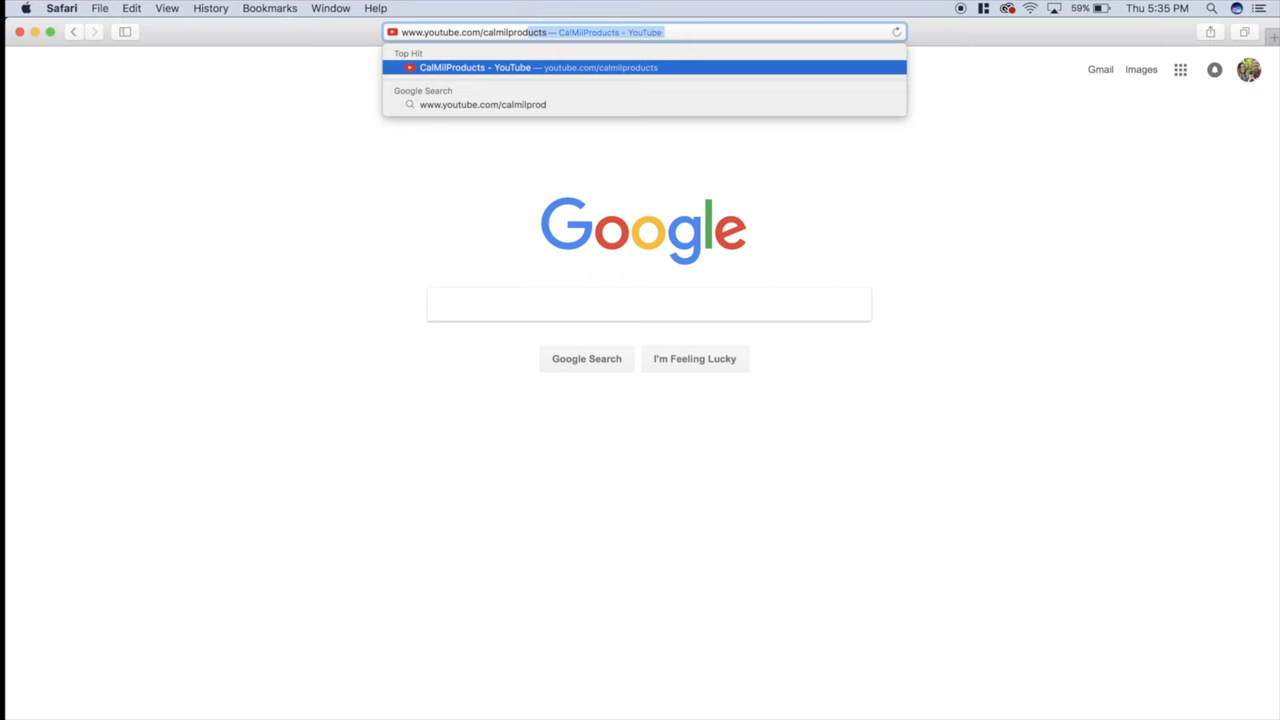 Safari File Edit View History Bookmarks Window Help 59% Thu 5:35 PM
www.youtube.com/calmilproducts — CalMilProducts - YouTube
Top Hit
CalMilProducts - YouTube — youtube.com/calmilproducts
Google Search
www.youtube.com/calmilprod
Gmail Images
Google
Google Search I'm Feeling Lucky